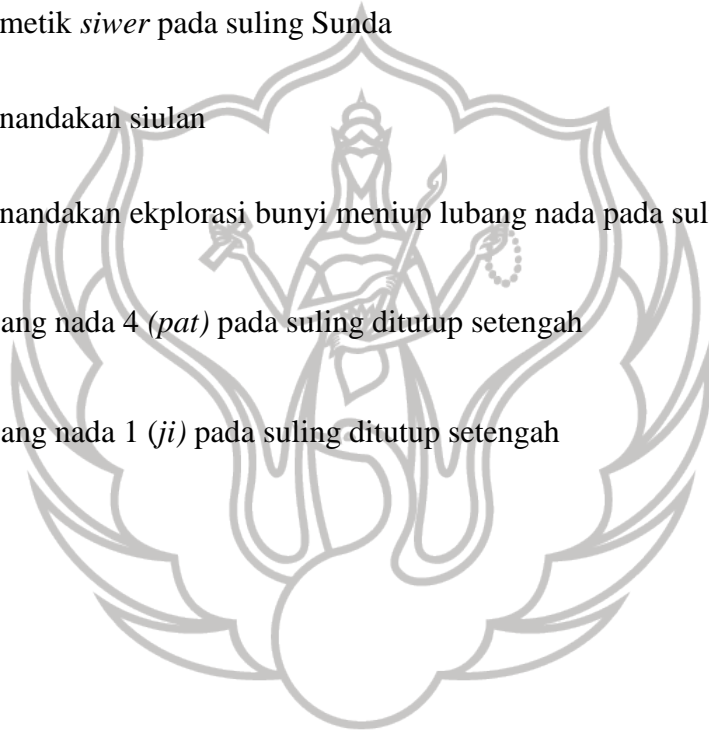 metik siwer pada suling Sunda
nandakan siulan
nandakan ekplorasi bunyi meniup lubang nada pada sul
ang nada 4 (pat) pada suling ditutup setengah
ang nada 1 (ji) pada suling ditutup setengah